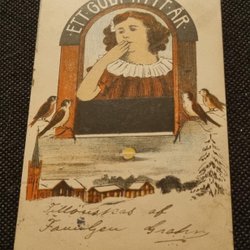 ETT GODT NYTT ÅR
Tillönskas af
Familjen